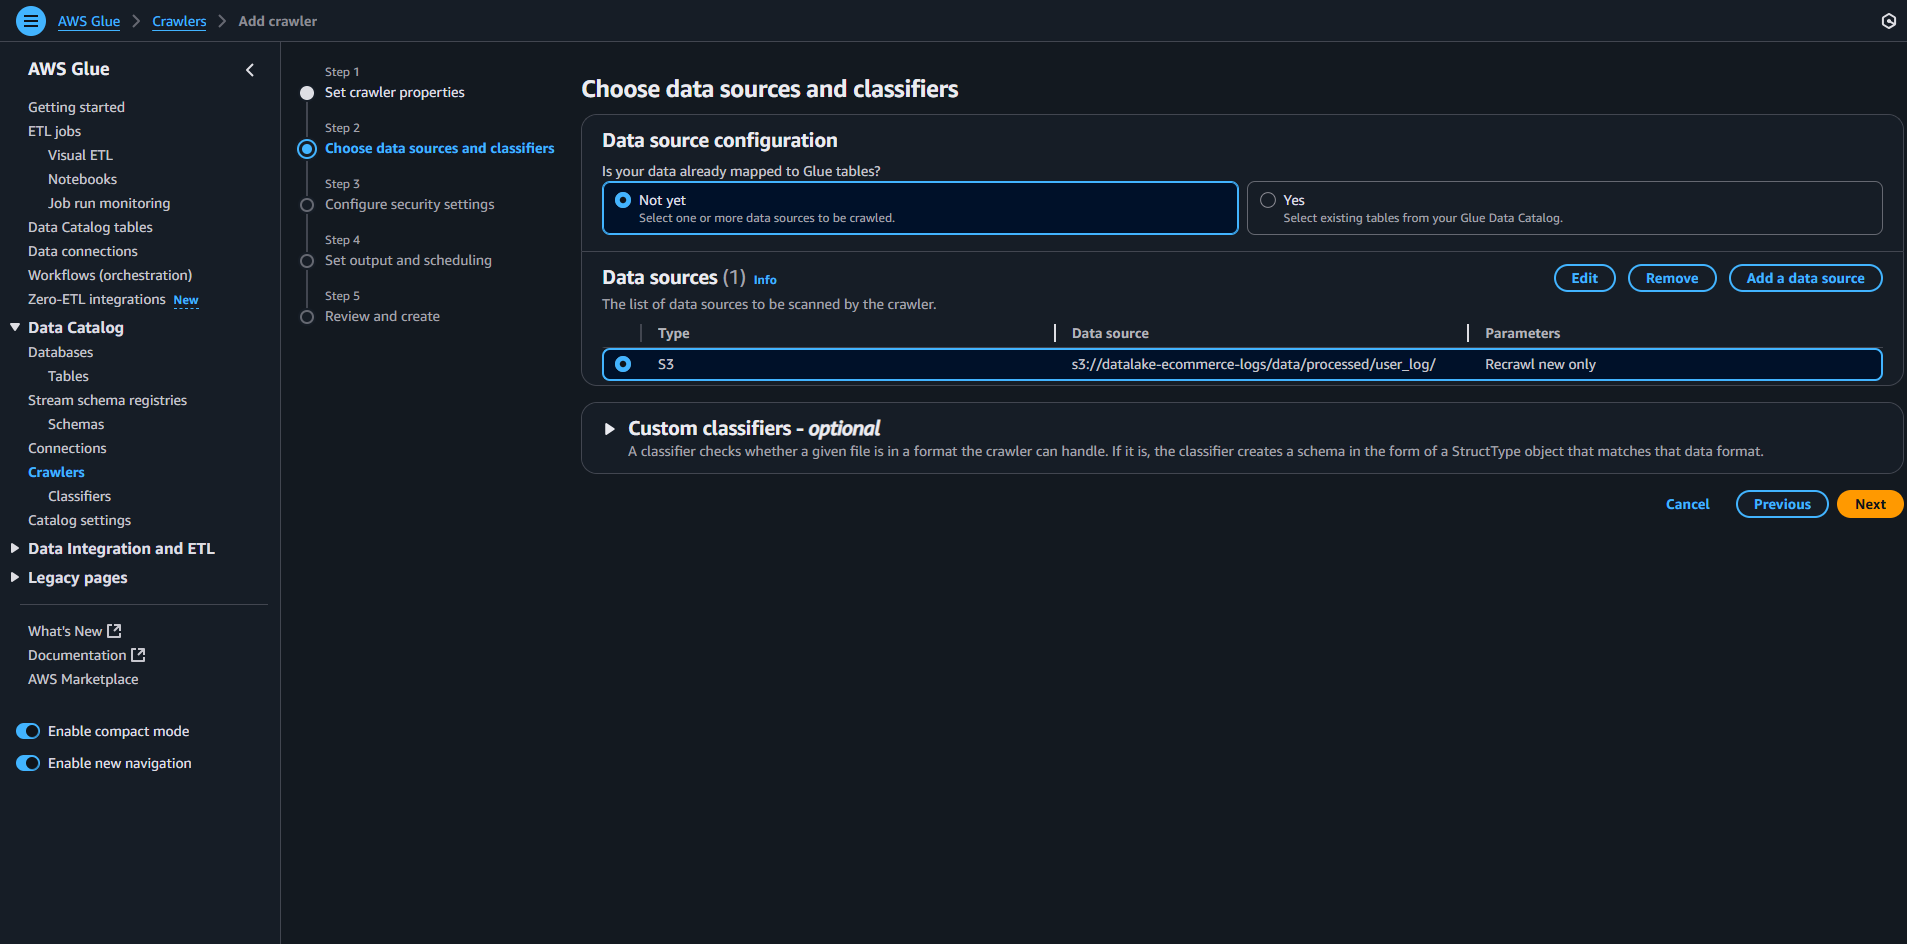 AWS Glue > Crawlers > Add crawler
AWS Glue
Getting started
ETL jobs
Visual ETL
Notebooks
Job run monitoring
Data Catalog tables
Data connections
Workflows (orchestration)
Zero-ETL integrations New
Data Catalog
Databases
Tables
Stream schema registries
Schemas
Connections
Crawlers
Classifiers
Catalog settings
Data Integration and ETL
Legacy pages
What's New
Documentation
AWS Marketplace
Enable compact mode
Enable new navigation
Step 1
Set crawler properties
Step 2
Choose data sources and classifiers
Step 3
Configure security settings
Step 4
Set output and scheduling
Step 5
Review and create
Choose data sources and classifiers
Data source configuration
Is your data already mapped to Glue tables?
Not yet
Select one or more data sources to be crawled.
Yes
Select existing tables from your Glue Data Catalog.
Data sources (1) Info
Edit Remove Add a data source
The list of data sources to be scanned by the crawler.
Type Data source Parameters
S3 s3://datalake-ecommerce-logs/data/processed/user_log/ Recrawl new only
Custom classifiers - optional
A classifier checks whether a given file is in a format the crawler can handle. If it is, the classifier creates a schema in the form of a StructType object that matches that data format.
Cancel Previous Next